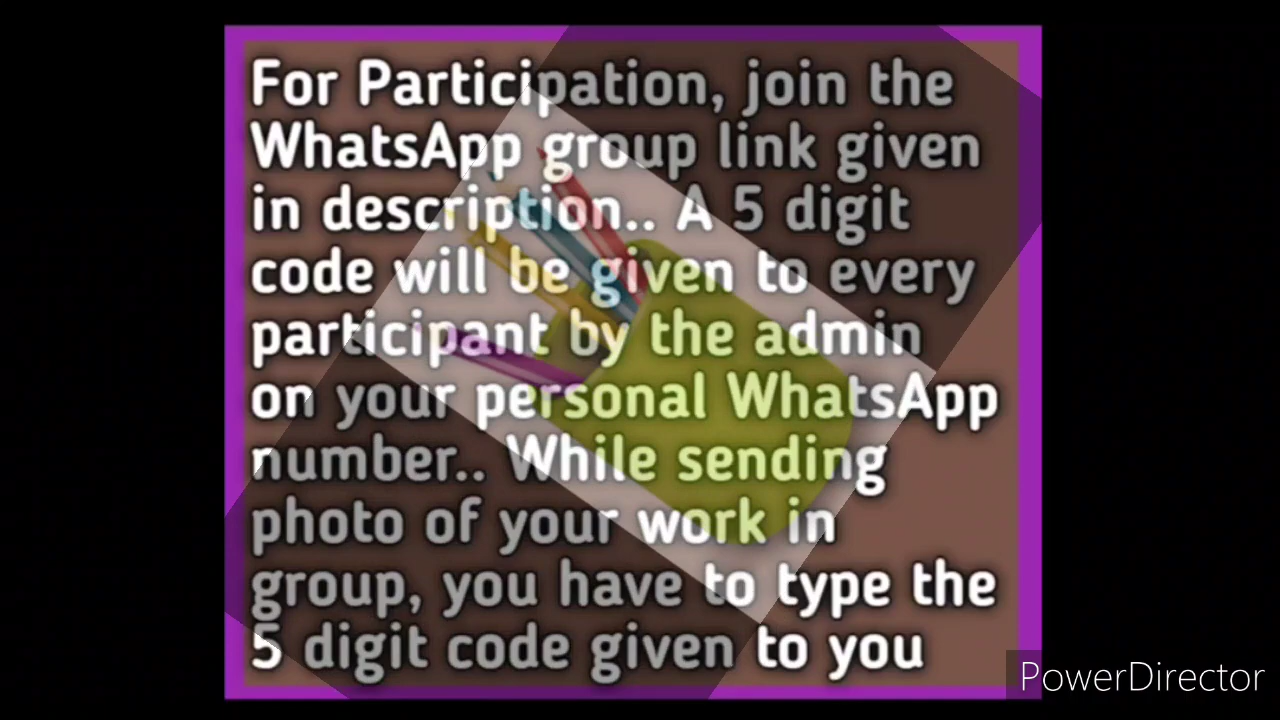 For Participation, join the
WhatsApp group link given
in description.. A 5 digit
code will be given to every
participant by the admin
on your personal WhatsApp
number.. While sending
photo of your work in
group, you have to type the
5 digit code given to you
PowerDirector